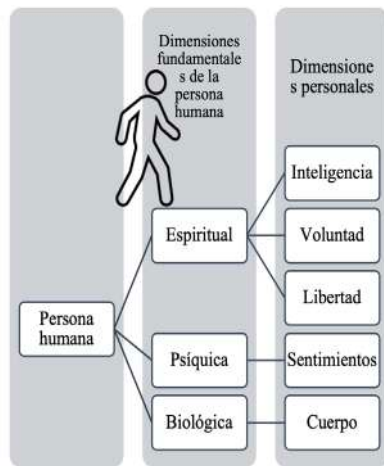 Dimensiones
fundamentale
s de la
persona
humana
Dimensione
s personales
Persona
humana
Espiritual
Inteligencia
Voluntad
Libertad
Psíquica
Sentimientos
Biológica
Cuerpo